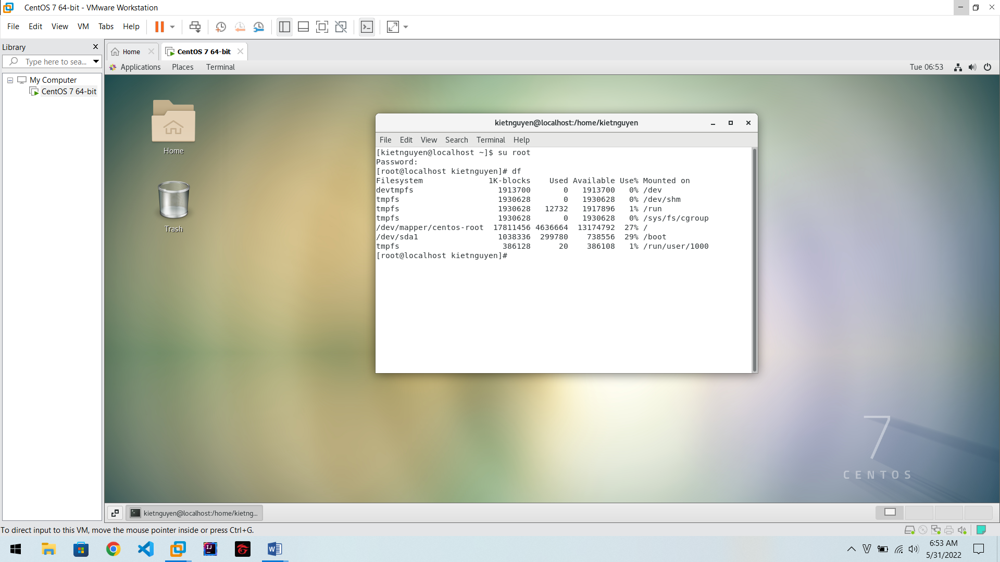 CentOS 7 64-bit - VMware Workstation
File Edit View VM Tabs Help
Library
Home
CentOS 7 64-bit
Type here to sea...
My Computer
CentOS 7 64-bit
Applications Places Terminal
Tue 06:53
Home
Trash
kietnguyen@localhost:/home/kietnguyen
File Edit View Search Terminal Help
[kietnguyen@localhost ~]$ su root
Password:
[root@localhost kietnguyen]# df
Filesystem              1K-blocks    Used Available Use% Mounted on
devtmpfs                  1913700       0   1913700   0% /dev
tmpfs                     1930628       0   1930628   0% /dev/shm
tmpfs                     1930628   12732   1917896   1% /run
tmpfs                     1930628       0   1930628   0% /sys/fs/cgroup
/dev/mapper/centos-root  17811456 4636664  13174792  27% /
/dev/sda1                 1038336  299780    738556  29% /boot
tmpfs                      386128      20    386108   1% /run/user/1000
[root@localhost kietnguyen]#
7
CENTOS
kietnguyen@localhost:/home/kietng...
To direct input to this VM, move the mouse pointer inside or press Ctrl+G.
6:53 AM
5/31/2022